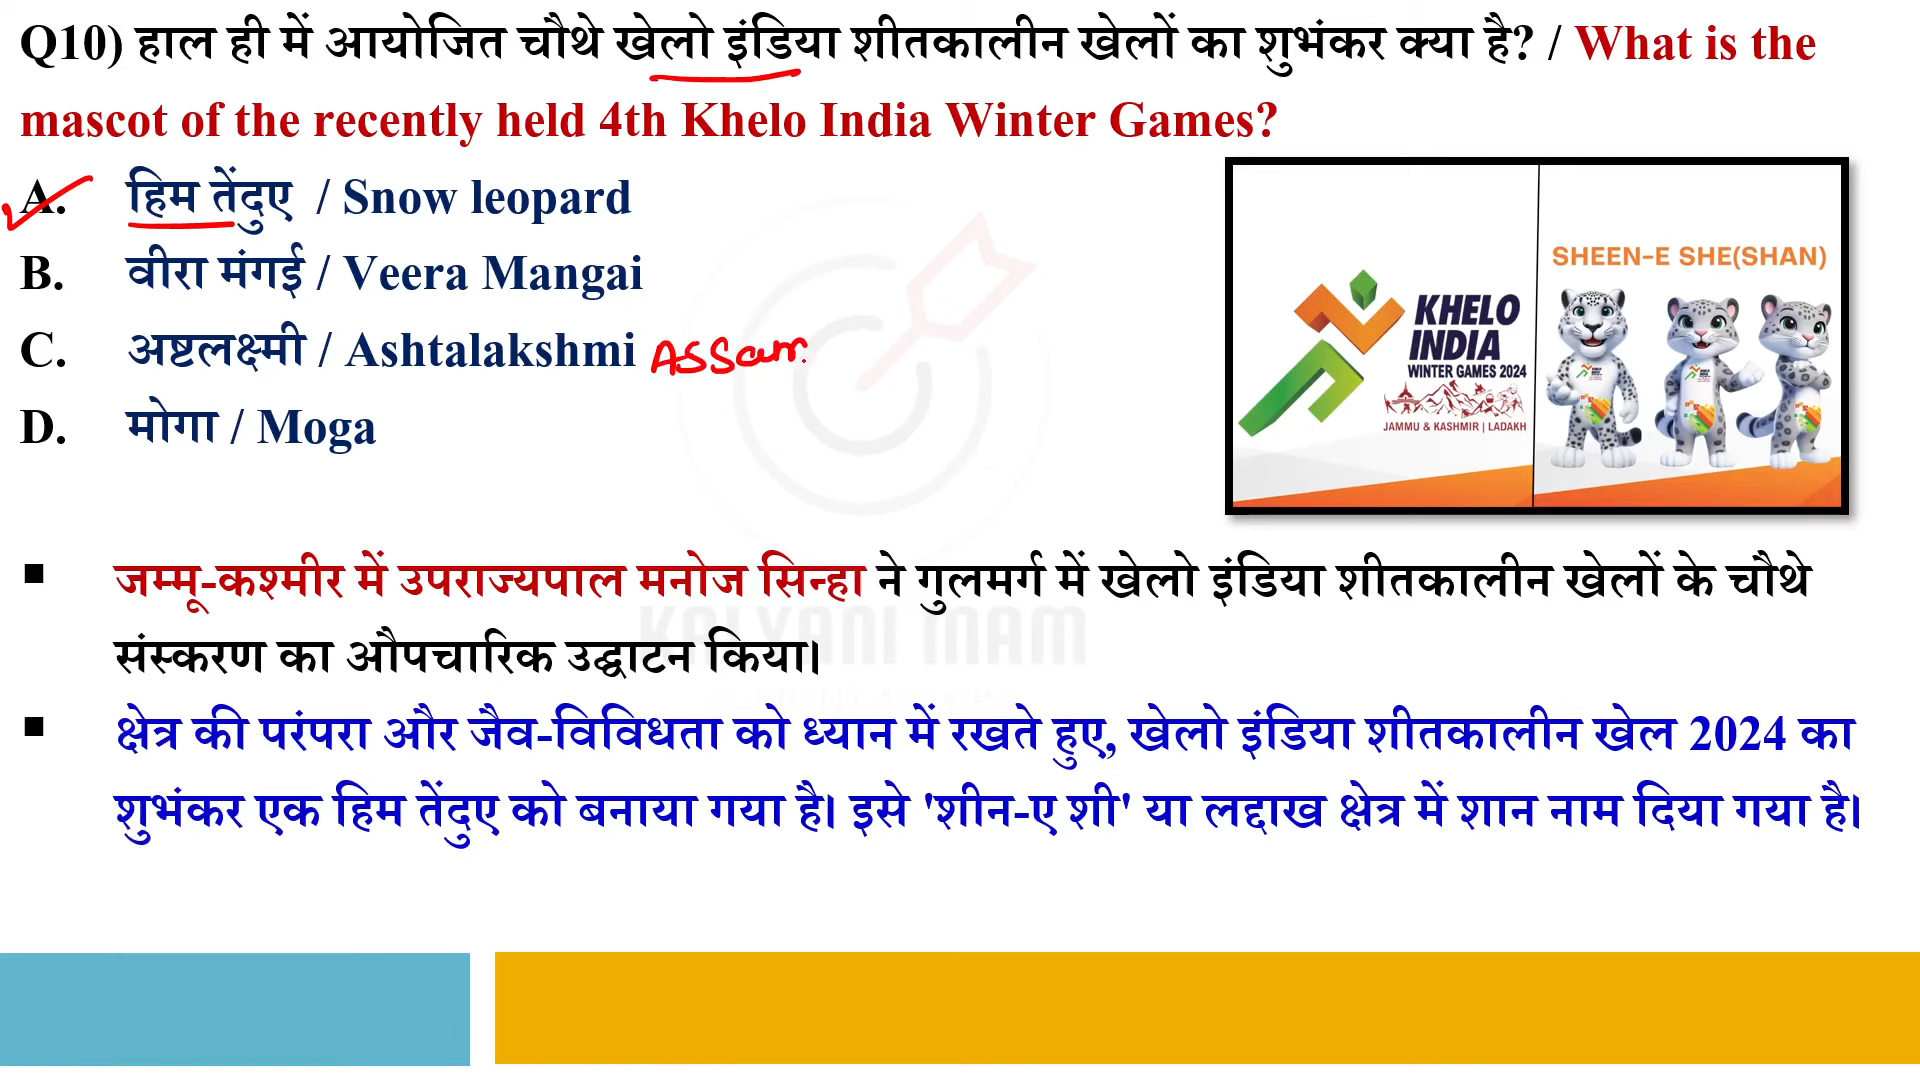 Q10) हाल ही में आयोजित चौथे खेलो इंडिया शीतकालीन खेलों का शुभंकर क्या है? / What is the
mascot of the recently held 4th Khelo India Winter Games?
A. हिम तेंदुए / Snow leopard
B. वीरा मंगई / Veera Mangai
C. अष्टलक्ष्मी / Ashtalakshmi Assam
D. मोगा / Moga
KHELO
INDIA
WINTER GAMES 2024
JAMMU & KASHMIR | LADAKH
SHEEN-E SHE(SHAN)
▪ जम्मू-कश्मीर में उपराज्यपाल मनोज सिन्हा ने गुलमर्ग में खेलो इंडिया शीतकालीन खेलों के चौथे
संस्करण का औपचारिक उद्घाटन किया।
▪ क्षेत्र की परंपरा और जैव-विविधता को ध्यान में रखते हुए, खेलो इंडिया शीतकालीन खेल 2024 का
शुभंकर एक हिम तेंदुए को बनाया गया है। इसे 'शीन-ए शी' या लद्दाख क्षेत्र में शान नाम दिया गया है।
KALYANI MAM